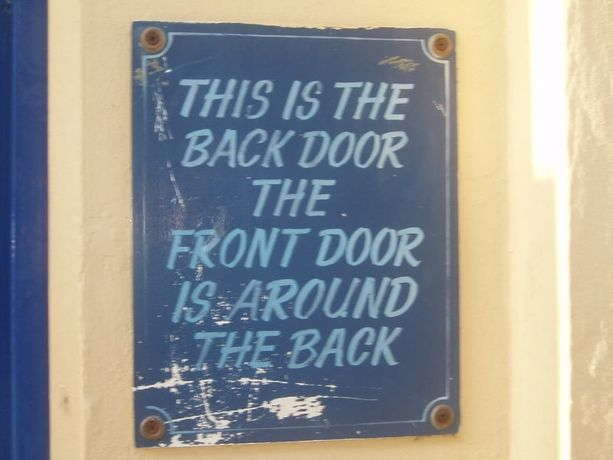 THIS IS THE
BACK DOOR
THE
FRONT DOOR
IS AROUND
THE BACK